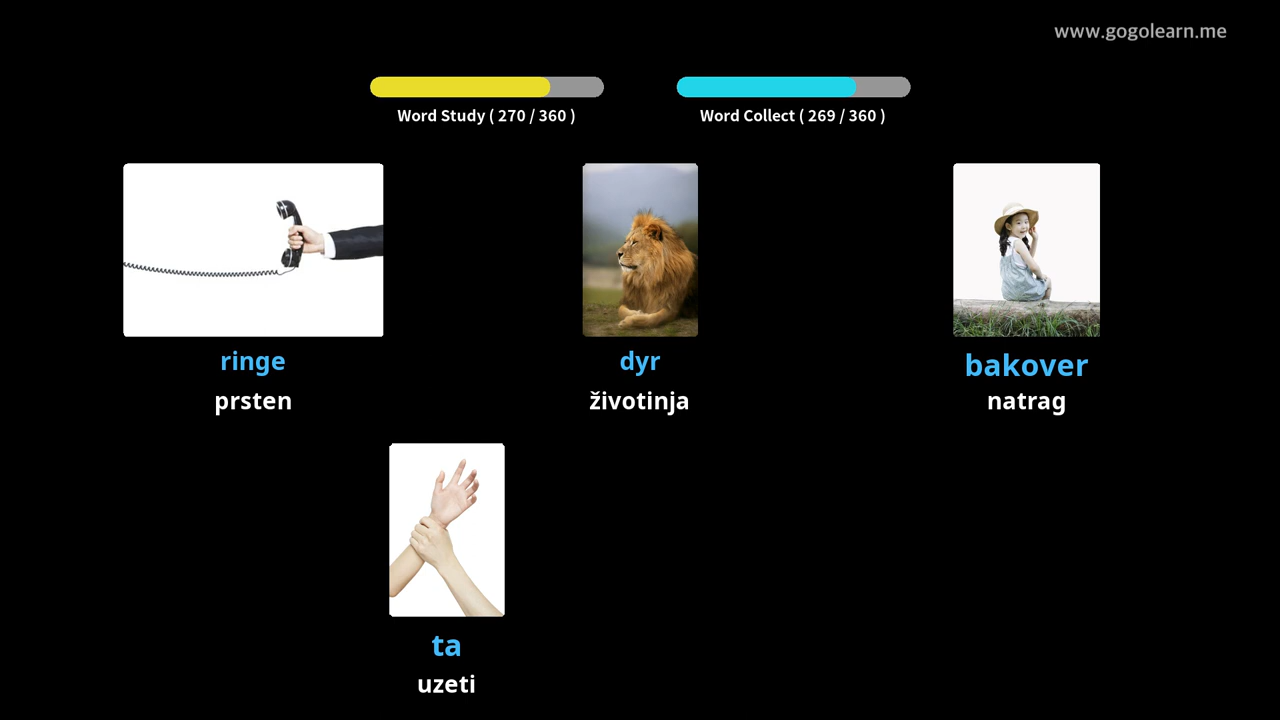 www.gogolearn.me
Word Study ( 270 / 360 )
Word Collect ( 269 / 360 )
ringe
dyr
bakover
prsten
životinja
natrag
ta
uzeti